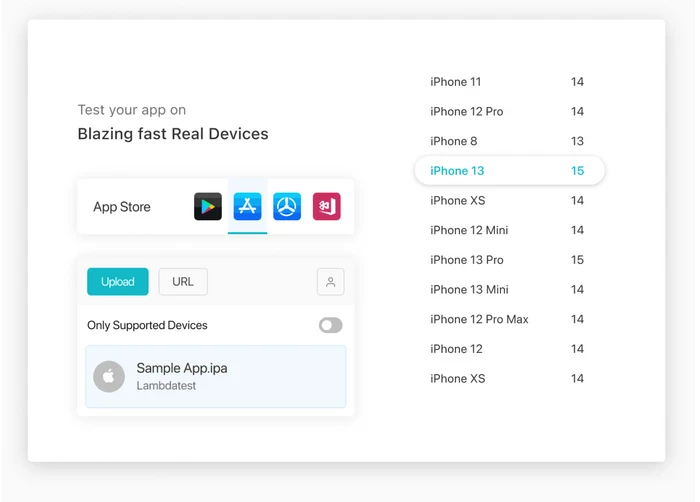 Test your app on
Blazing fast Real Devices
App Store
Upload URL
Only Supported Devices
Sample App.ipa
Lambdatest
iPhone 11 14
iPhone 12 Pro 14
iPhone 8 13
iPhone 13 15
iPhone XS 14
iPhone 12 Mini 14
iPhone 13 Pro 15
iPhone 13 Mini 14
iPhone 12 Pro Max 14
iPhone 12 14
iPhone XS 14